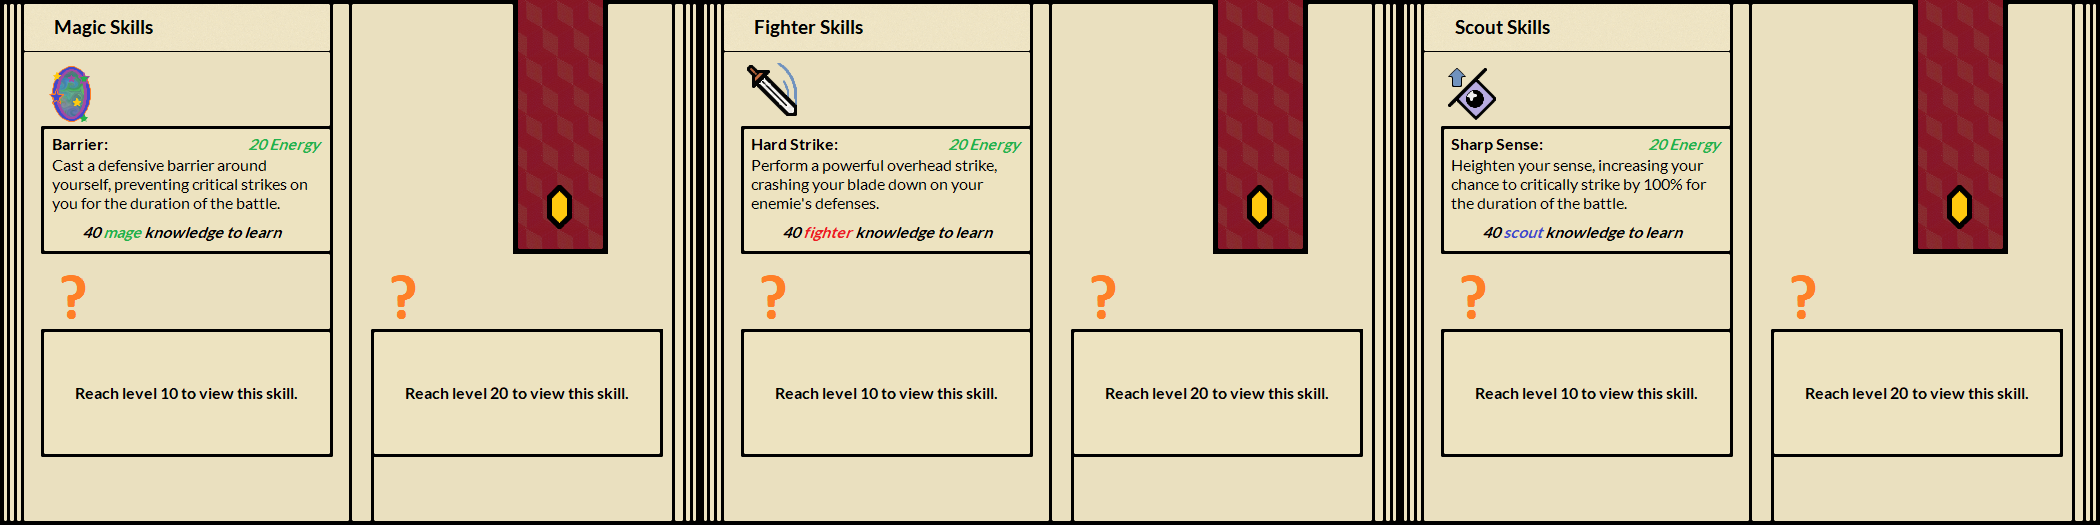 Magic Skills
Barrier: 20 Energy
Cast a defensive barrier around
yourself, preventing critical strikes on
you for the duration of the battle.
40 mage knowledge to learn
?
Reach level 10 to view this skill.
?
Reach level 20 to view this skill.
Fighter Skills
Hard Strike: 20 Energy
Perform a powerful overhead strike,
crashing your blade down on your
enemie's defenses.
40 fighter knowledge to learn
?
Reach level 10 to view this skill.
?
Reach level 20 to view this skill.
Scout Skills
Sharp Sense: 20 Energy
Heighten your sense, increasing your
chance to critically strike by 100% for
the duration of the battle.
40 scout knowledge to learn
?
Reach level 10 to view this skill.
?
Reach level 20 to view this skill.